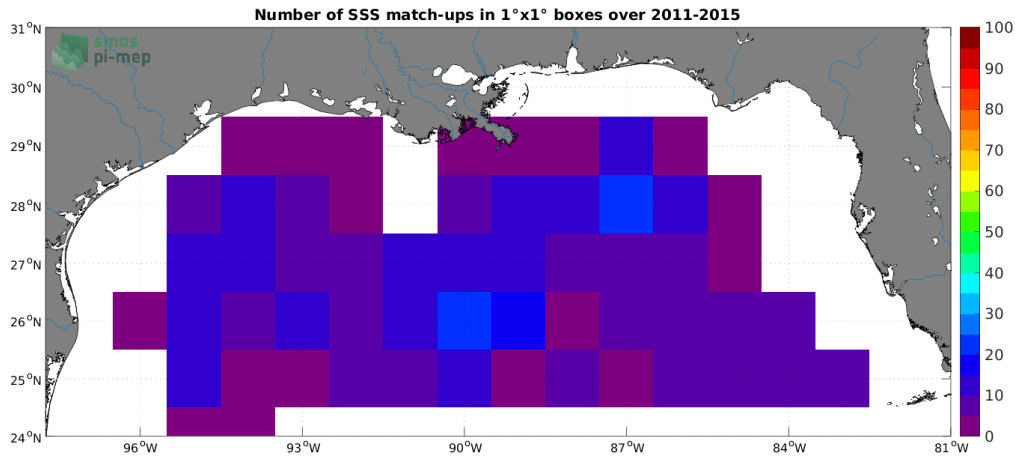 Number of SSS match-ups in 1°x1° boxes over 2011-2015
smos
pi-mep
31°N
30°N
29°N
28°N
27°N
26°N
25°N
24°N
96°W
93°W
90°W
87°W
84°W
81°W
100
90
80
70
60
50
40
30
20
10
0